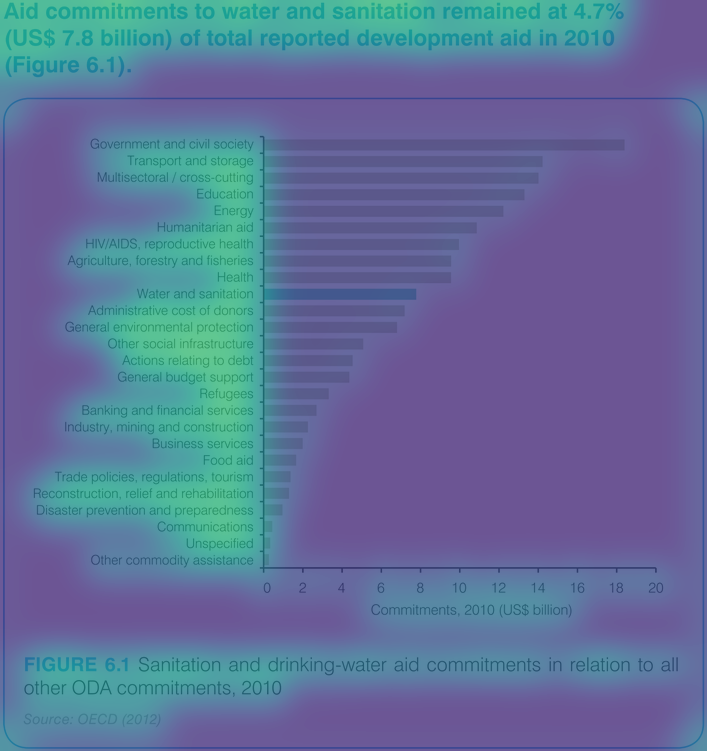 Aid commitments to water and sanitation remained at 4.7%
(US$ 7.8 billion) of total reported development aid in 2010
(Figure 6.1).
Government and civil society
Transport and storage
Multisectoral / cross-cutting
Education
Energy
Humanitarian aid
HIV/AIDS, reproductive health
Agriculture, forestry and fisheries
Health
Water and sanitation
Administrative cost of donors
General environmental protection
Other social infrastructure
Actions relating to debt
General budget support
Refugees
Banking and financial services
Industry, mining and construction
Business services
Food aid
Trade policies, regulations, tourism
Reconstruction, relief and rehabilitation
Disaster prevention and preparedness
Communications
Unspecified
Other commodity assistance
0 2 4 6 8 10 12 14 16 18 20
Commitments, 2010 (US$ billion)
FIGURE 6.1 Sanitation and drinking-water aid commitments in relation to all
other ODA commitments, 2010
Source: OECD (2012)